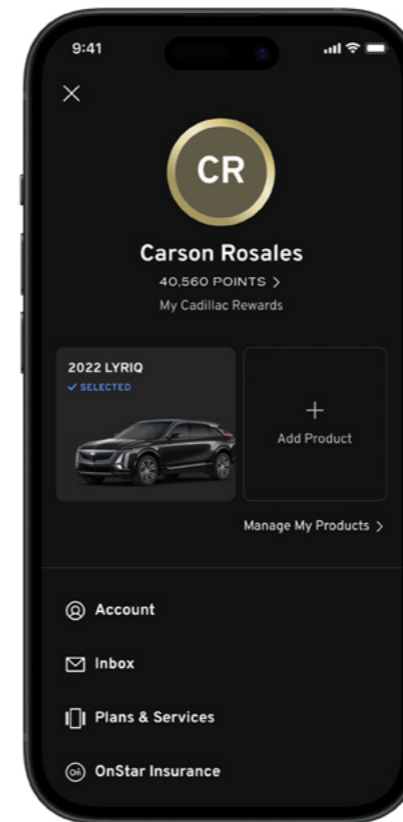 9:41
CR
Carson Rosales
40,560 POINTS >
My Cadillac Rewards
2022 LYRIQ
SELECTED
Add Product
Manage My Products >
Account
Inbox
Plans & Services
On
OnStar Insurance